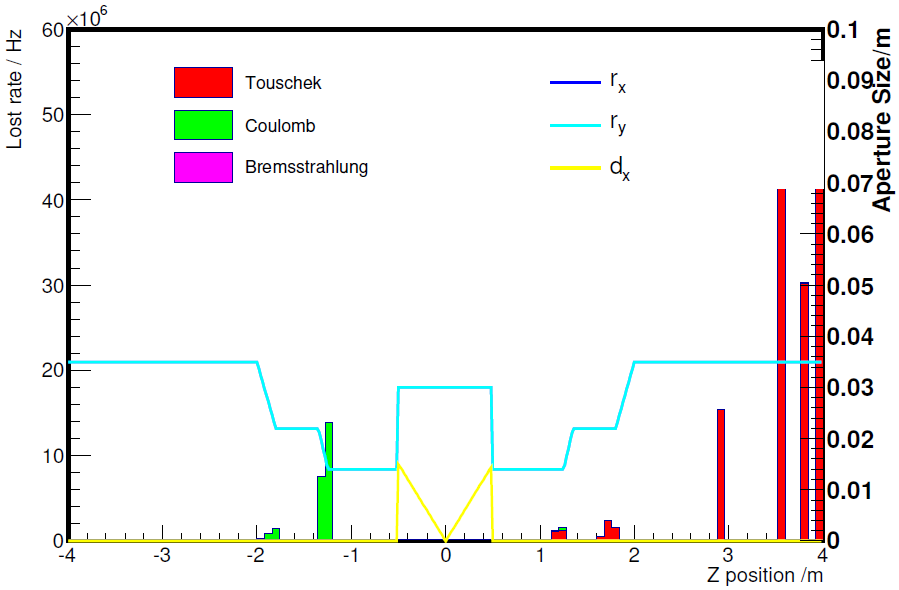 ×10⁶
Lost rate / Hz
Aperture Size/m
60
50
40
30
20
10
0
0.1
0.09
0.08
0.07
0.06
0.05
0.04
0.03
0.02
0.01
0
Touschek
Coulomb
Bremsstrahlung
rx
ry
dx
-4 -3 -2 -1 0 1 2 3 4
Z position /m